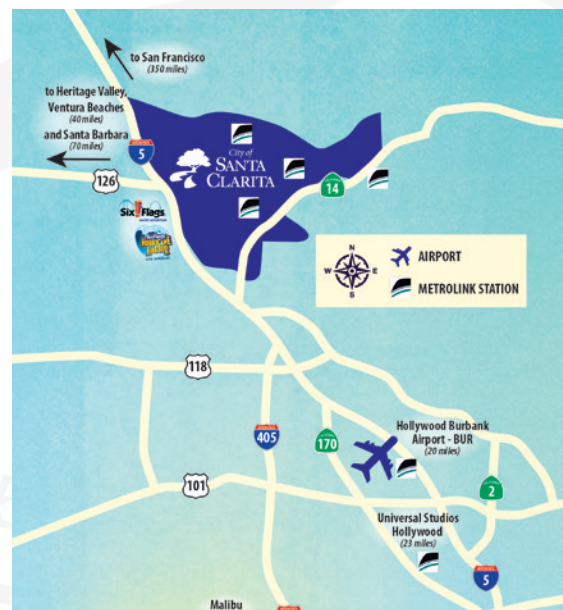 to San Francisco
(350 miles)
to Heritage Valley,
Ventura Beaches
(40 miles)
and Santa Barbara
(70 miles)
5
126
City of
SANTA
CLARITA
14
Six Flags
HURRICANE
HARBOR
N
W E
S
AIRPORT
METROLINK STATION
118
405
170
Hollywood Burbank
Airport - BUR
(20 miles)
101
2
Universal Studios
Hollywood
(23 miles)
5
Malibu